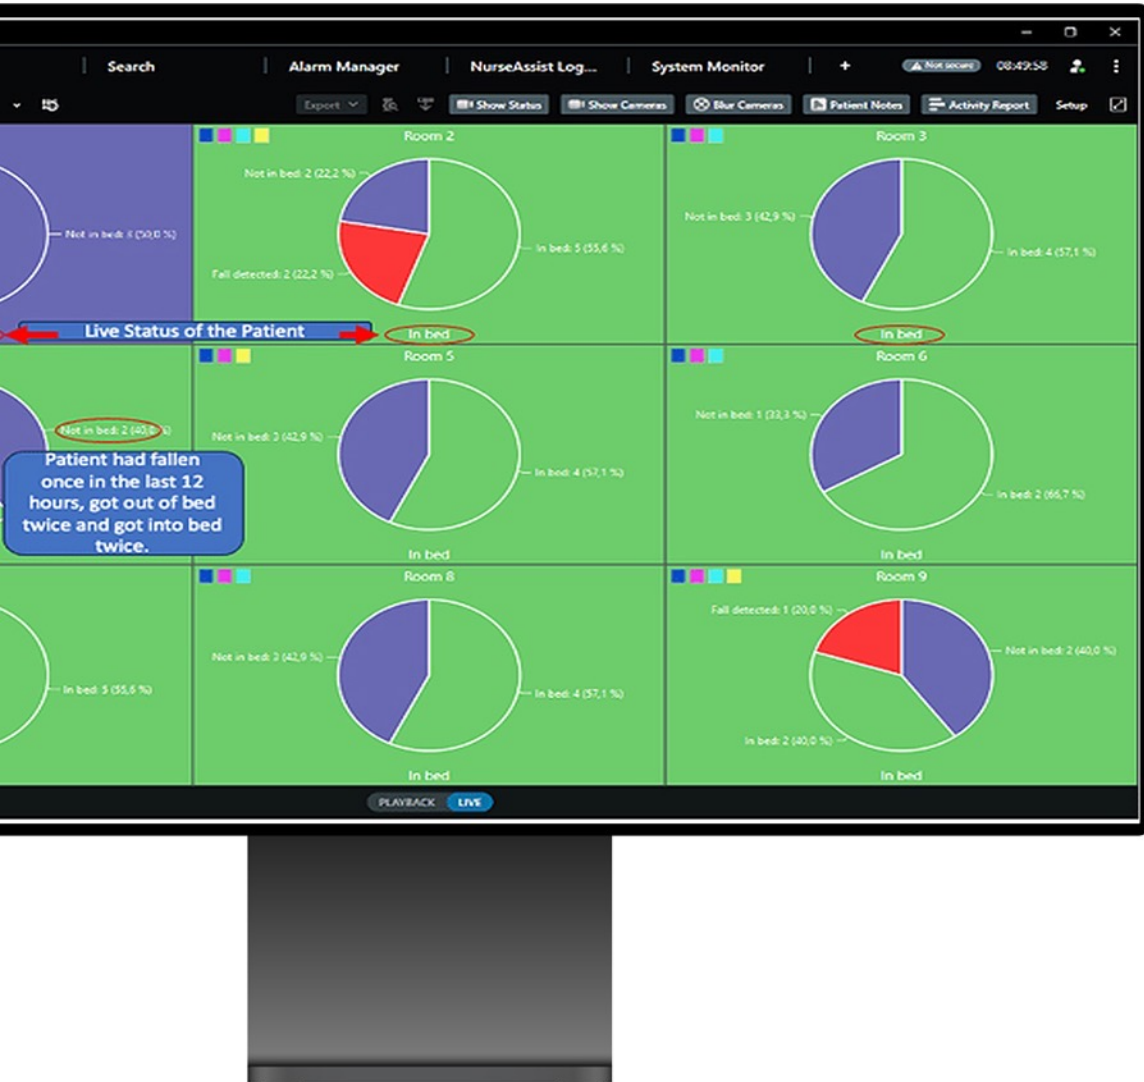 Search
Alarm Manager
NurseAssist Log...
System Monitor
+
Not secure
08:49:58
Export
Show Status
Show Cameras
Blur Cameras
Patient Notes
Activity Report
Setup
Not in bed: 3 (50,0 %)
Room 2
Not in bed: 2 (22,2 %)
In bed: 5 (55,6 %)
Fall detected: 2 (22,2 %)
In bed
Room 3
Not in bed: 3 (42,9 %)
In bed: 4 (57,1 %)
In bed
Live Status of the Patient
Not in bed: 2 (40,0 %)
Patient had fallen
once in the last 12
hours, got out of bed
twice and got into bed
twice.
Room 5
Not in bed: 3 (42,9 %)
In bed: 4 (57,1 %)
In bed
Room 6
Not in bed: 1 (33,3 %)
In bed: 2 (66,7 %)
In bed
In bed: 5 (55,6 %)
Room 8
Not in bed: 3 (42,9 %)
In bed: 4 (57,1 %)
In bed
Room 9
Fall detected: 1 (20,0 %)
Not in bed: 2 (40,0 %)
In bed: 2 (40,0 %)
In bed
PLAYBACK
LIVE